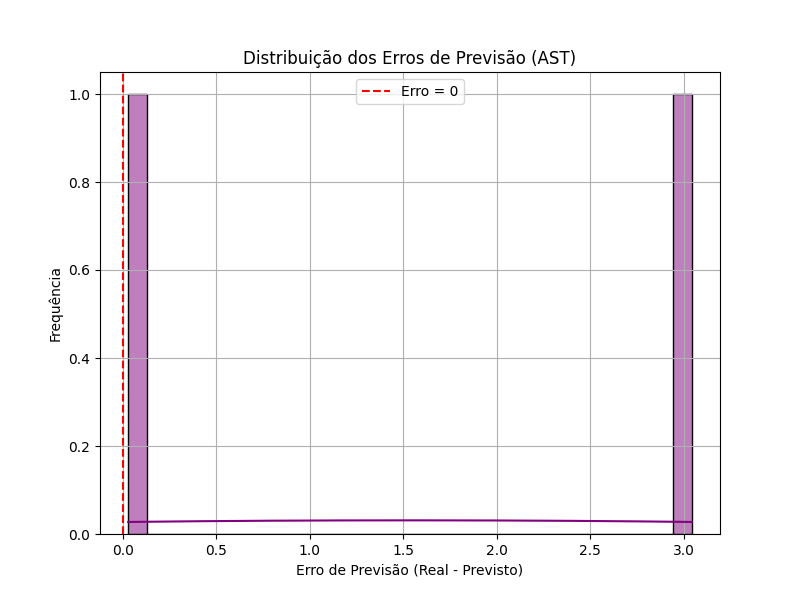 Distribuição dos Erros de Previsão (AST)
Erro = 0
Frequência
1.0
0.8
0.6
0.4
0.2
0.0
0.0 0.5 1.0 1.5 2.0 2.5 3.0
Erro de Previsão (Real - Previsto)